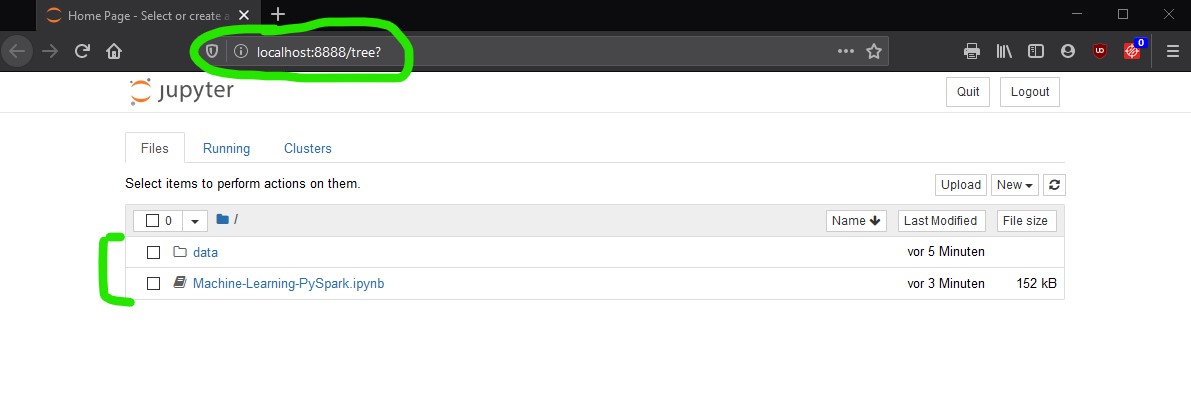 Home Page - Select or create a
localhost:8888/tree?
UD
0
jupyter
Quit
Logout
Files
Running
Clusters
Select items to perform actions on them.
Upload
New
0
/
Name
Last Modified
File size
data
vor 5 Minuten
Machine-Learning-PySpark.ipynb
vor 3 Minuten
152 kB